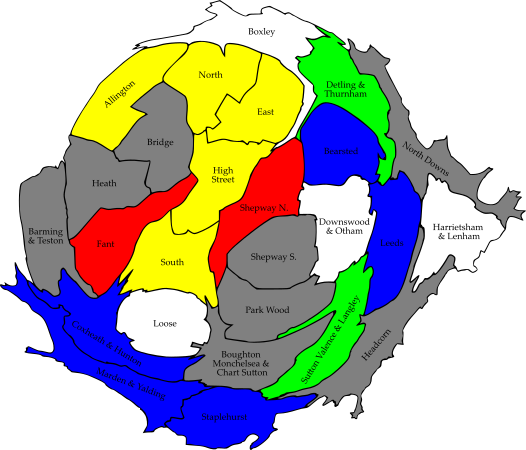 Boxley
North
Allington
Detling &
Thurnham
East
Bridge
Bearsted
North Downs
High
Street
Heath
Shepway N.
Barming
& Teston
Downswood
& Otham
Harrietsham
& Lenham
Fant
Leeds
Shepway S.
South
Park Wood
Loose
Sutton Valence & Langley
Headcorn
Coxheath & Hunton
Boughton
Monchelsea &
Chart Sutton
Marden & Yalding
Staplehurst